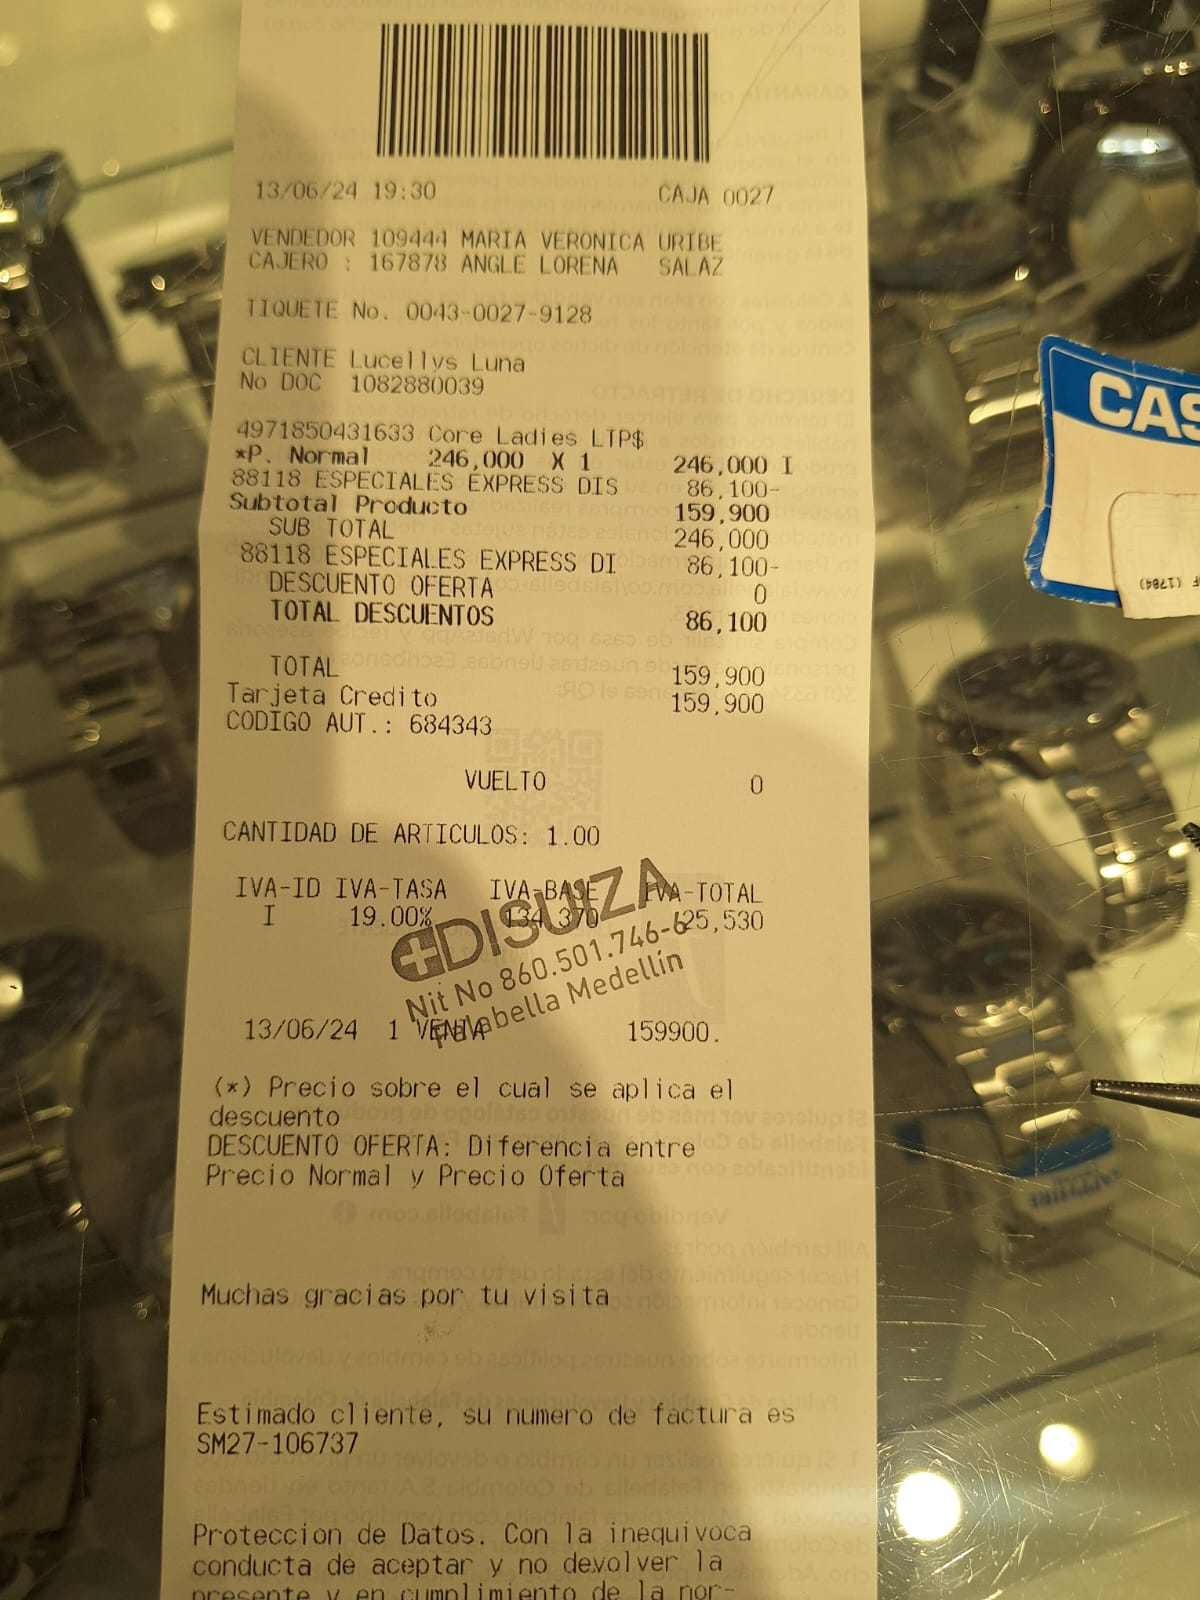 13/06/24 19:30 CAJA 0027
VENDEDOR 109444 MARIA VERONICA URIBE
CAJERO : 167878 ANGLE LORENA SALAZ
TIQUETE No. 0043-0027-9128
CLIENTE Lucellys Luna
No DOC 1082880039
4971850431633 Core Ladies LTP$
*P. Normal 246,000 X 1 246,000 I
88118 ESPECIALES EXPRESS DIS 86,100-
Subtotal Producto 159,900
SUB TOTAL 246,000
88118 ESPECIALES EXPRESS DI 86,100-
DESCUENTO OFERTA 0
TOTAL DESCUENTOS 86,100
TOTAL 159,900
Tarjeta Credito 159,900
CODIGO AUT.: 684343
VUELTO 0
CANTIDAD DE ARTICULOS: 1.00
IVA-ID IVA-TASA IVA-BASE IVA-TOTAL
I 19.00% 134,370 25,530
DISUIZA
Nit No 860.501.746-6
Falabella Medellín
13/06/24 1 VENTA 159900.
(*) Precio sobre el cual se aplica el
descuento
DESCUENTO OFERTA: Diferencia entre
Precio Normal y Precio Oferta
Muchas gracias por tu visita
Estimado cliente, su numero de factura es
SM27-106737
Proteccion de Datos. Con la inequivoca
conducta de aceptar y no devolver la
presente y en cumplimiento de la nor-
CAS